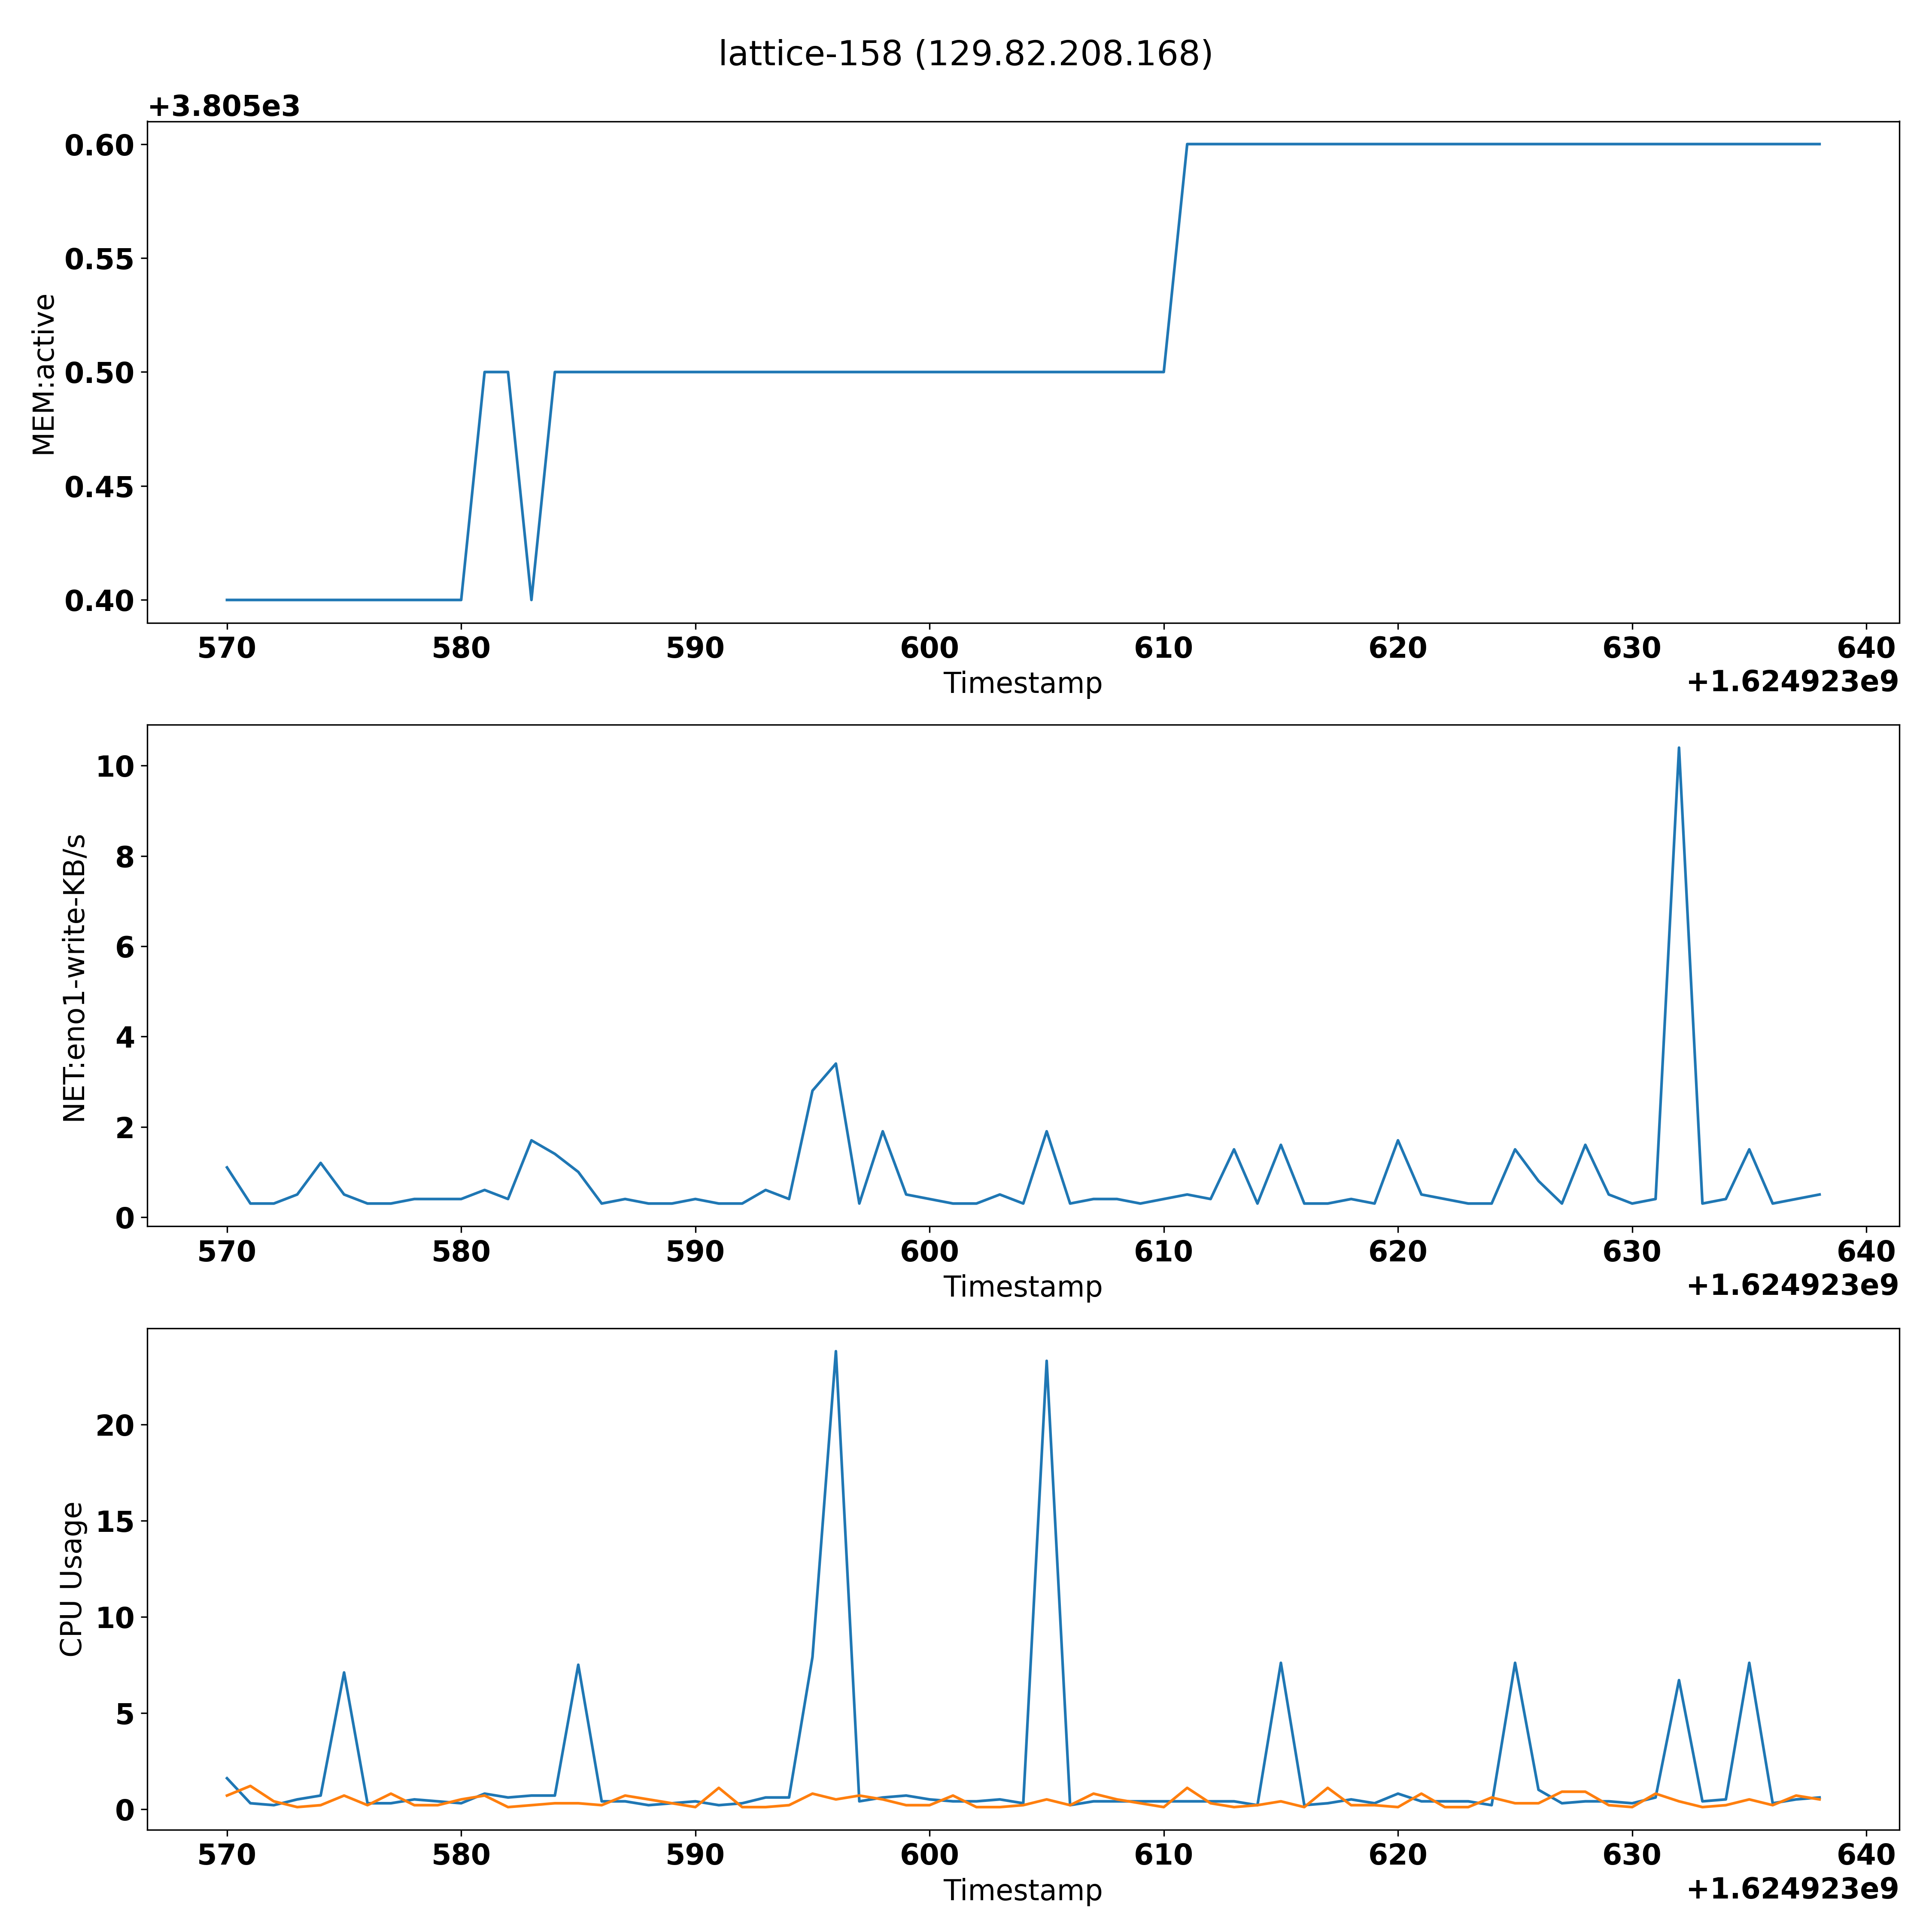 lattice-158 (129.82.208.168)
+3.805e3
0.60
0.55
0.50
0.45
0.40
MEM:active
570 580 590 600 610 620 630 640
Timestamp
+1.624923e9
10
8
6
4
2
0
NET:eno1-write-KB/s
570 580 590 600 610 620 630 640
Timestamp
+1.624923e9
20
15
10
5
0
CPU Usage
570 580 590 600 610 620 630 640
Timestamp
+1.624923e9